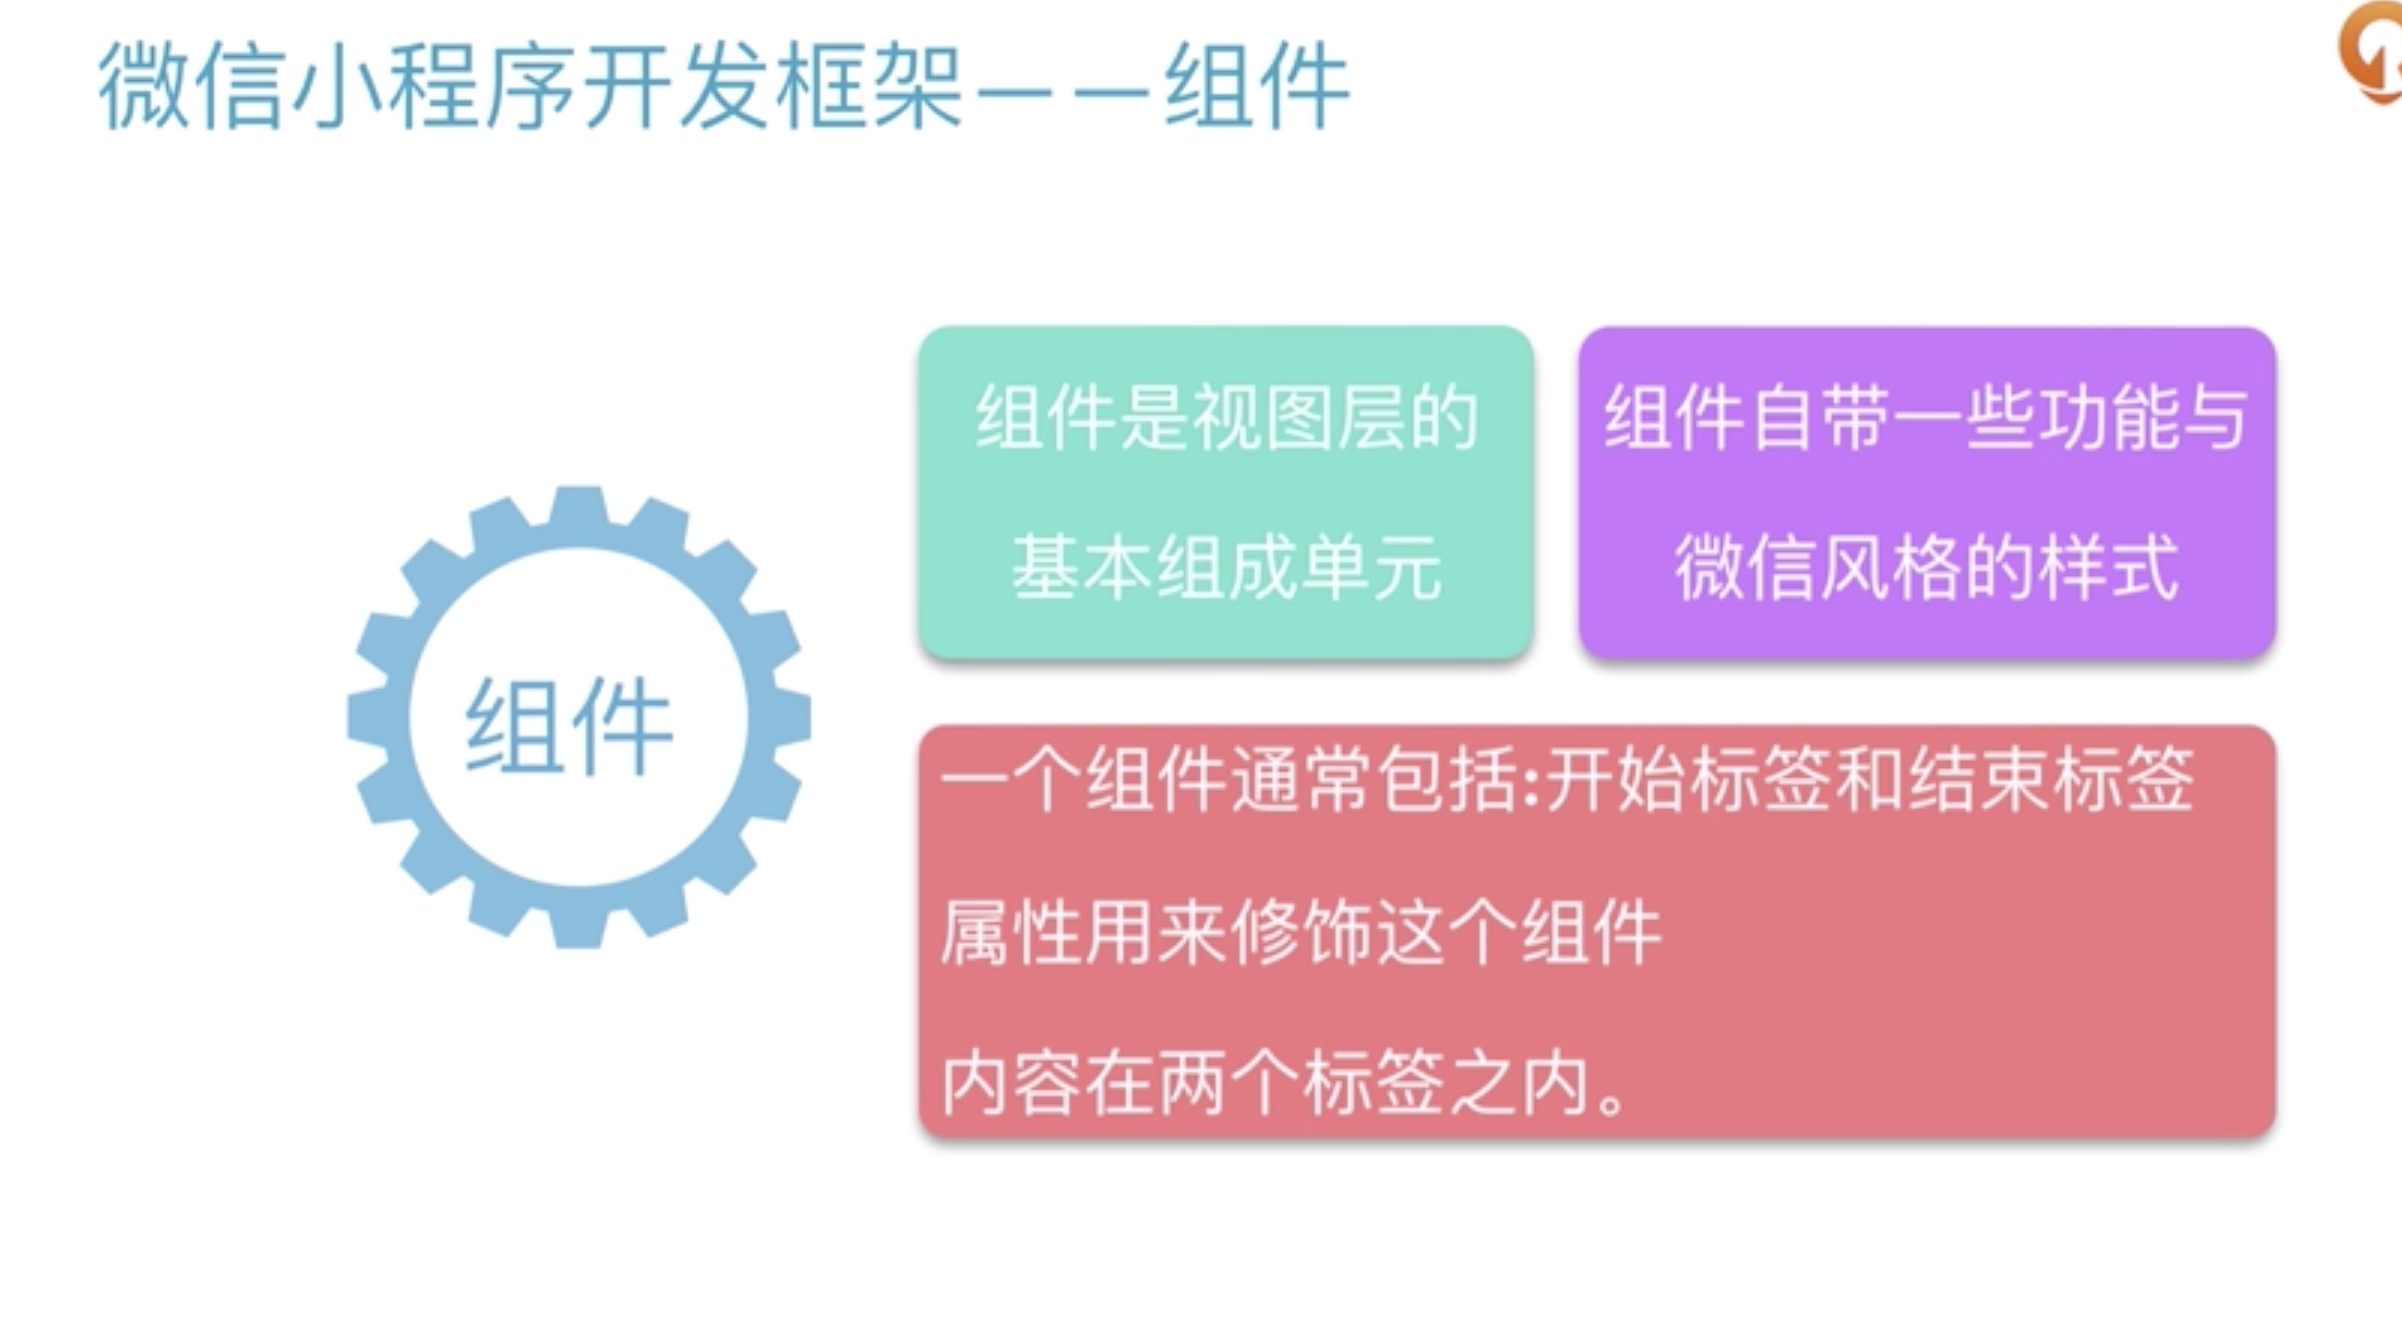 微信小程序开发框架——组件
组件
组件是视图层的
基本组成单元
组件自带一些功能与
微信风格的样式
一个组件通常包括:开始标签和结束标签
属性用来修饰这个组件
内容在两个标签之内。